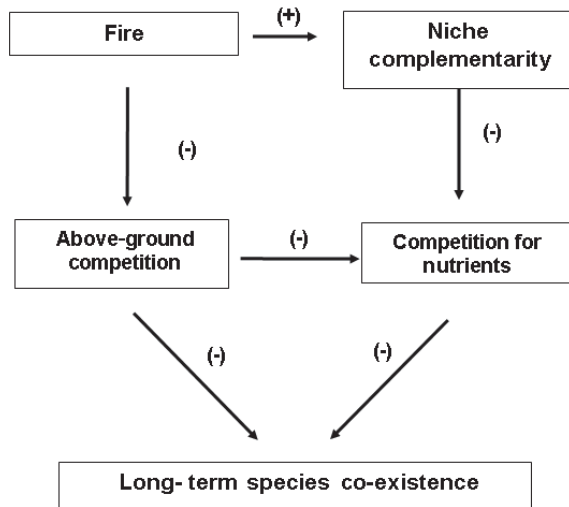 Fire
(+)
Niche
complementarity
(-)
(-)
Above-ground
competition
(-)
Competition for
nutrients
(-)
(-)
Long- term species co-existence